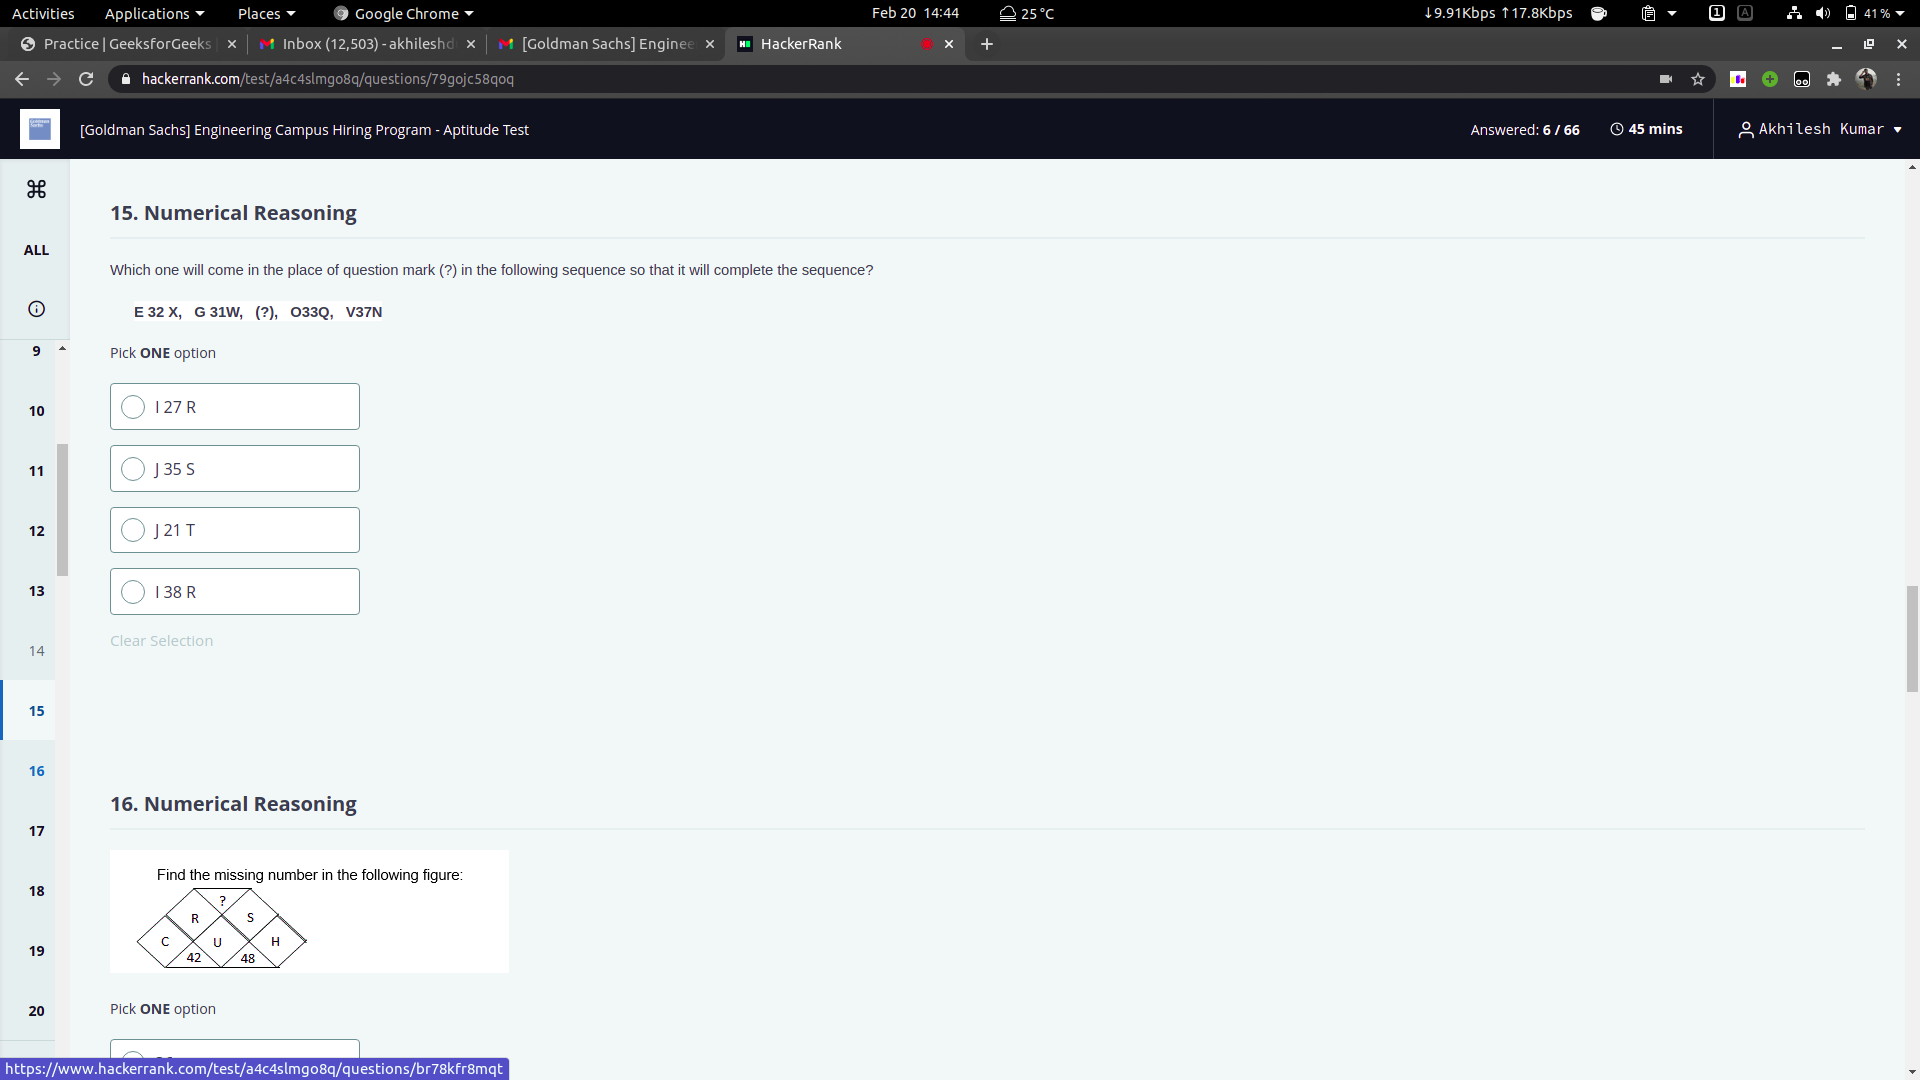 Activities Applications Places Google Chrome Feb 20 14:44 25 °C ↓9.91Kbps ↑17.8Kbps 1 A 41 %
Practice | GeeksforGeeks Inbox (12,503) - akhileshd [Goldman Sachs] Enginee HackerRank
hackerrank.com/test/a4c4slmgo8q/questions/79gojc58qoq
[Goldman Sachs] Engineering Campus Hiring Program - Aptitude Test Answered: 6 / 66 45 mins Akhilesh Kumar
ALL
9
10
11
12
13
14
15
16
17
18
19
20
15. Numerical Reasoning
Which one will come in the place of question mark (?) in the following sequence so that it will complete the sequence?
E 32 X, G 31W, (?), O33Q, V37N
Pick ONE option
I 27 R
J 35 S
J 21 T
I 38 R
Clear Selection
16. Numerical Reasoning
Find the missing number in the following figure:
?
R S
C U H
42 48
Pick ONE option
https://www.hackerrank.com/test/a4c4slmgo8q/questions/br78kfr8mqt